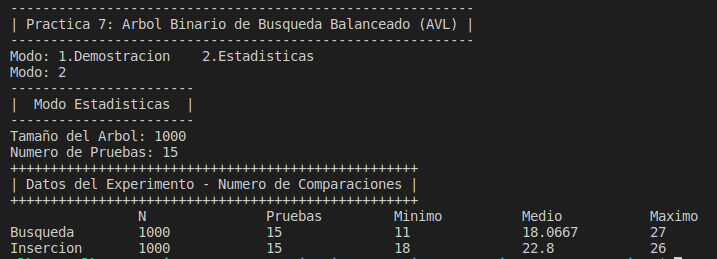 ----------------------------------------------------------
| Practica 7: Arbol Binario de Busqueda Balanceado (AVL) |
----------------------------------------------------------
Modo: 1.Demostracion    2.Estadisticas
Modo: 2
-----------------------
|  Modo Estadisticas  |
-----------------------
Tamaño del Arbol: 1000
Numero de Pruebas: 15
+++++++++++++++++++++++++++++++++++++++++++++++++++
| Datos del Experimento - Numero de Comparaciones |
+++++++++++++++++++++++++++++++++++++++++++++++++++
                N               Pruebas         Minimo          Medio           Maximo
Busqueda        1000            15              11              18.0667         27
Insercion       1000            15              18              22.8            26